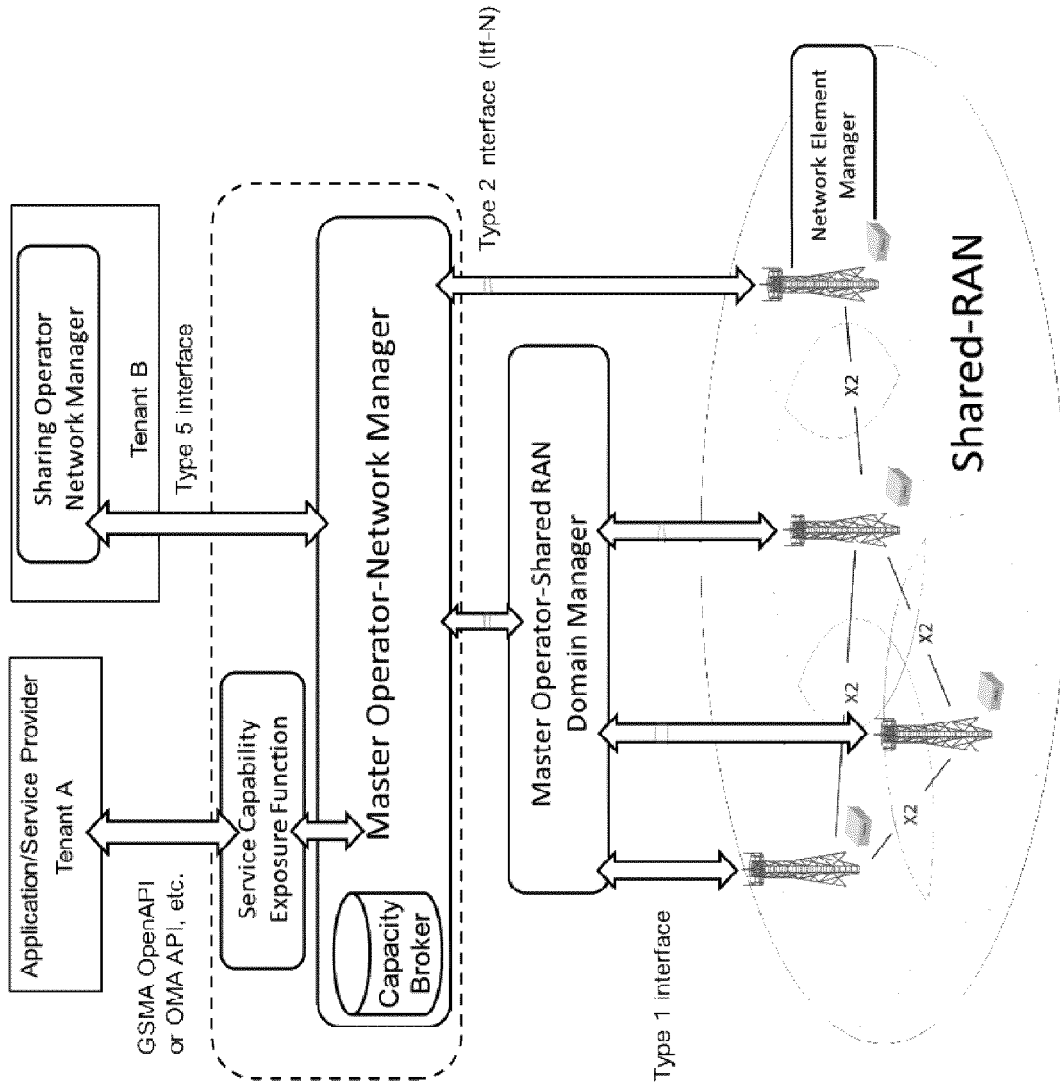 Application/Service Provider
Tenant A
Sharing Operator
Network Manager
Tenant B
GSMA OpenAPI
or OMA API, etc.
Type 5 interface
Service Capability
Exposure Function
Capacity
Broker
Master Operator-Network Manager
Type 2 nterface (Itf-N)
Master Operator-Shared RAN
Domain Manager
Type 1 interface
Network Element
Manager
X2
X2
X2
X2
Shared-RAN